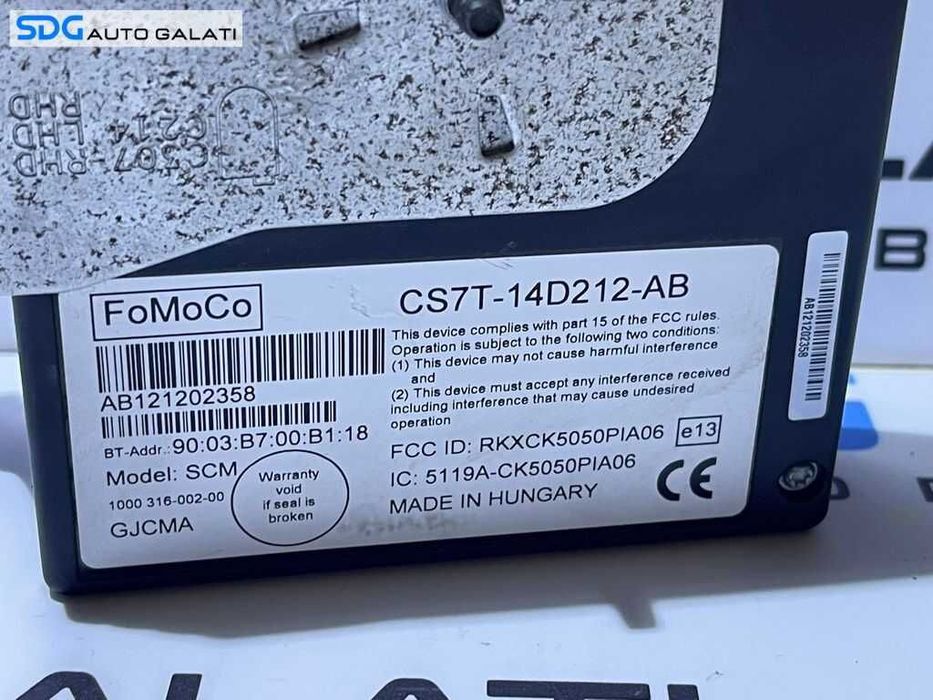 SDG AUTO GALATI
RHD
LHD
C307-RHD
FoMoCo
CS7T-14D212-AB
AB121202358
BT-Addr.: 90:03:B7:00:B1:18
Model: SCM
1000 316-002-00
GJCMA
Warranty
void
if seal is
broken
This device complies with part 15 of the FCC rules.
Operation is subject to the following two conditions:
(1) This device may not cause harmful interference
and
(2) This device must accept any interference received
including interference that may cause undesired
operation
FCC ID: RKXCK5050PIA06
e13
IC: 5119A-CK5050PIA06
CE
MADE IN HUNGARY
AB121202358